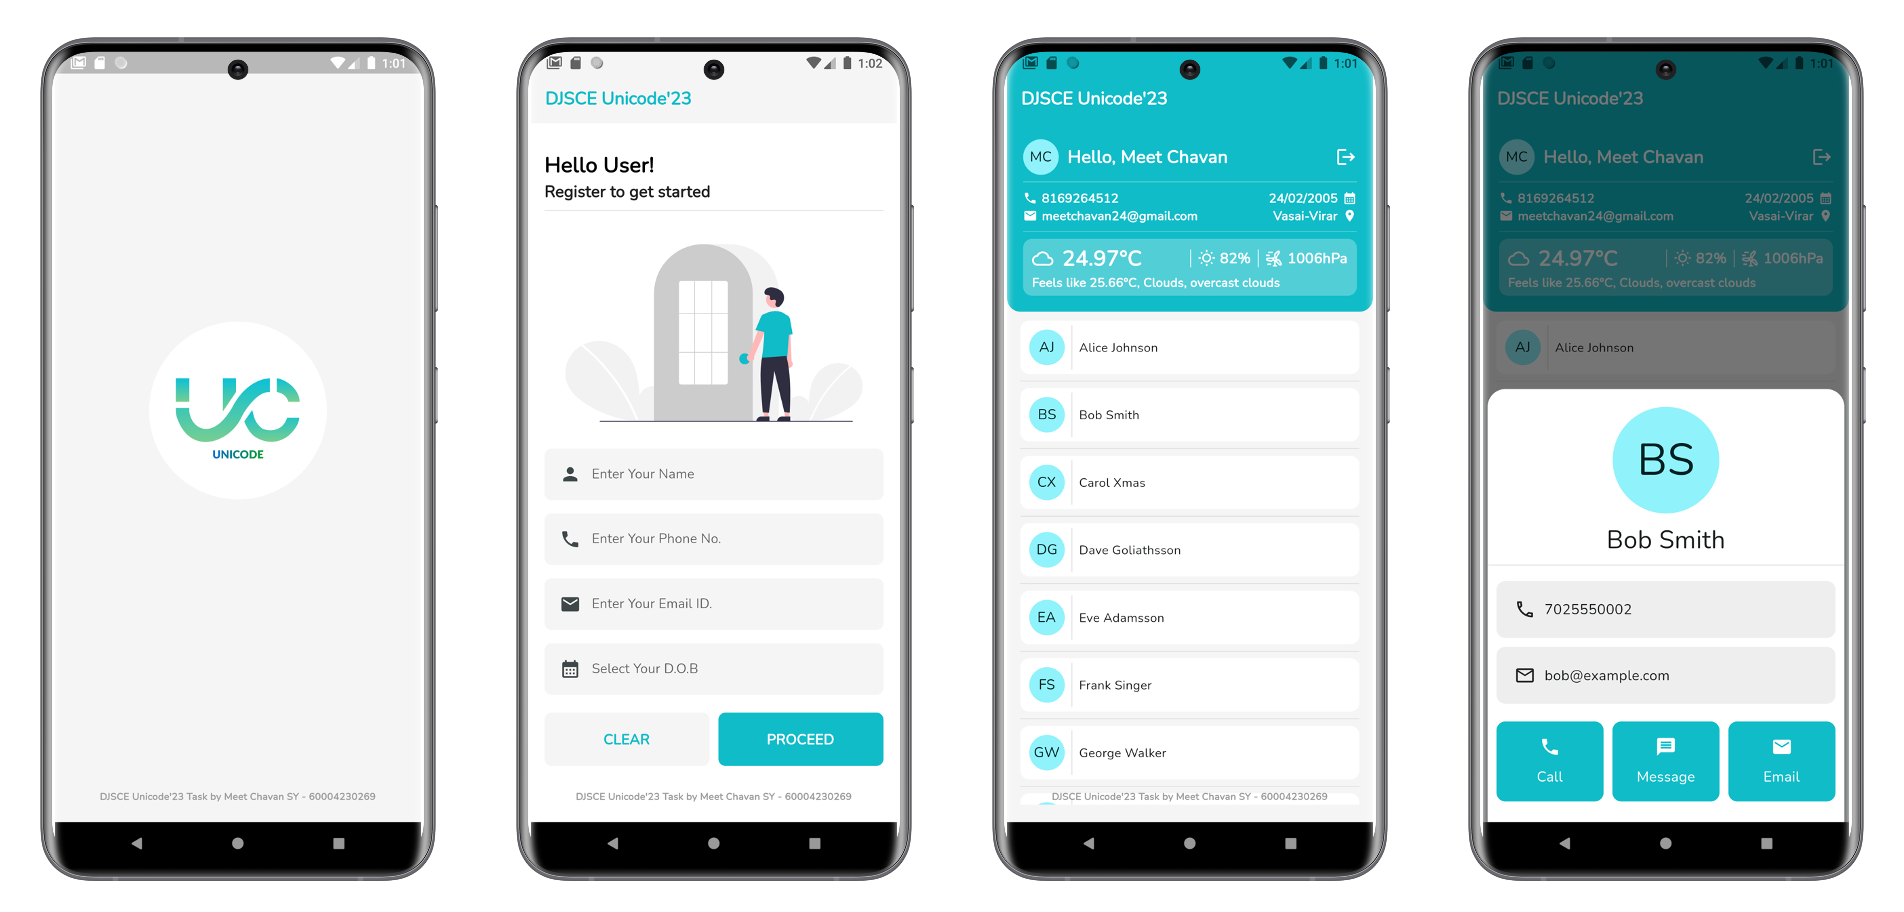 1:01
UNICODE
DJSCE Unicode'23 Task by Meet Chavan SY - 60004230269
1:02
DJSCE Unicode'23
Hello User!
Register to get started
Enter Your Name
Enter Your Phone No.
Enter Your Email ID.
Select Your D.O.B
CLEAR PROCEED
DJSCE Unicode'23 Task by Meet Chavan SY - 60004230269
1:01
DJSCE Unicode'23
MC Hello, Meet Chavan
8169264512 24/02/2005
meetchavan24@gmail.com Vasai-Virar
24.97°C 82% 1006hPa
Feels like 25.66°C, Clouds, overcast clouds
AJ Alice Johnson
BS Bob Smith
CX Carol Xmas
DG Dave Goliathsson
EA Eve Adamsson
FS Frank Singer
GW George Walker
DJSCE Unicode'23 Task by Meet Chavan SY - 60004230269
1:01
DJSCE Unicode'23
MC Hello, Meet Chavan
8169264512 24/02/2005
meetchavan24@gmail.com Vasai-Virar
24.97°C 82% 1006hPa
Feels like 25.66°C, Clouds, overcast clouds
AJ Alice Johnson
BS
Bob Smith
7025550002
bob@example.com
Call Message Email